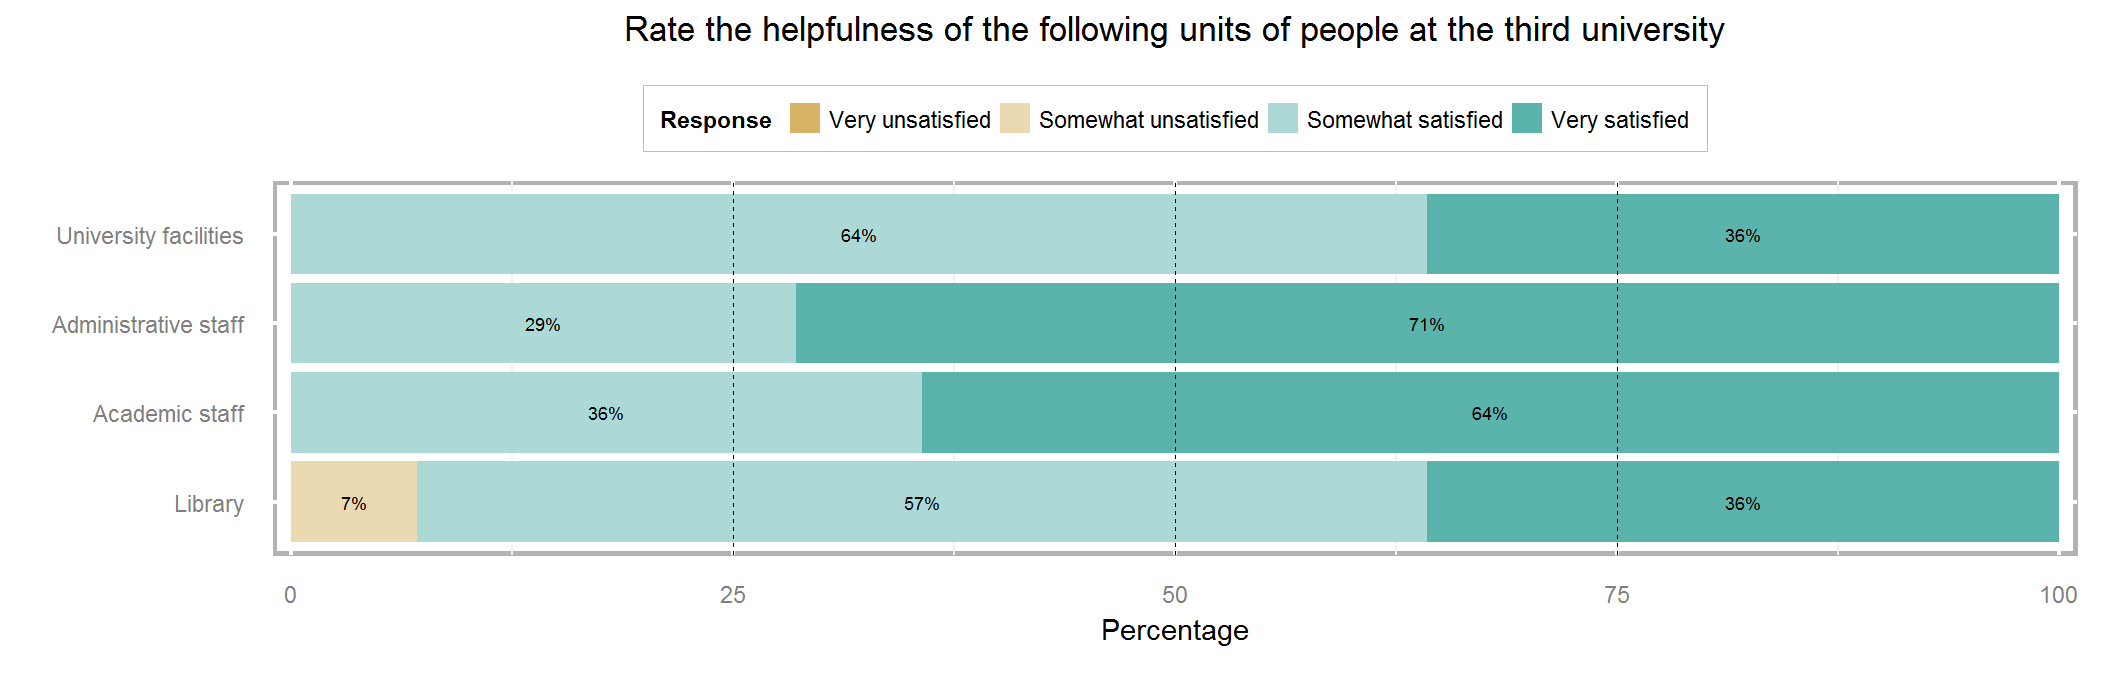 Rate the helpfulness of the following units of people at the third university
Response Very unsatisfied Somewhat unsatisfied Somewhat satisfied Very satisfied
University facilities 64% 36%
Administrative staff 29% 71%
Academic staff 36% 64%
Library 7% 57% 36%
0 25 50 75 100
Percentage